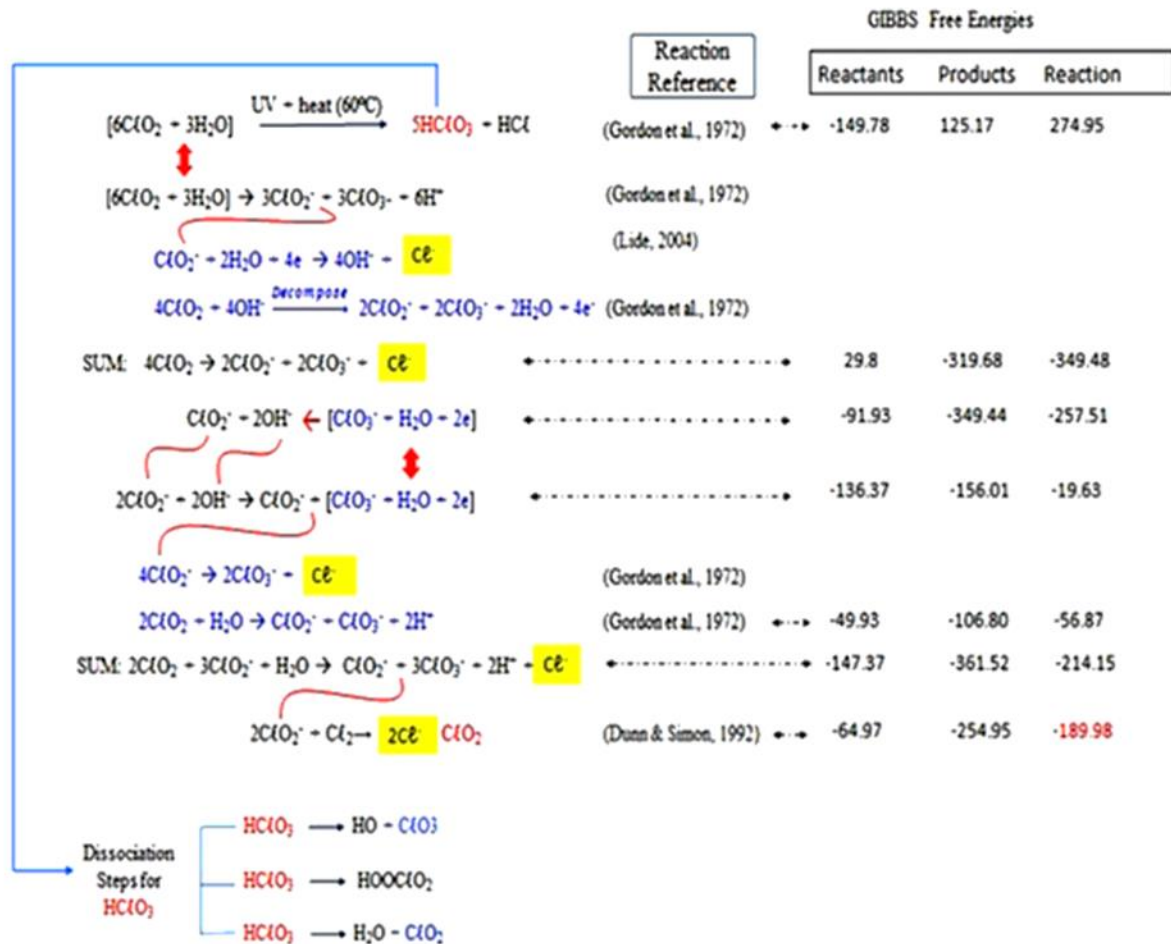 GIBBS Free Energies
Reaction Reference
Reactants Products Reaction
[6CℓO₂ + 3H₂O] UV + heat (60⁰C) 5HCℓO₃ + HCℓ (Gordon et al., 1972) -149.78 125.17 274.95
[6CℓO₂ + 3H₂O] → 3CℓO₂⁻ + 3CℓO₃- + 6H⁺ (Gordon et al., 1972)
(Lide, 2004)
CℓO₂⁻ + 2H₂O + 4e → 4OH⁻ + Cℓ⁻
4CℓO₂ + 4OH⁻ Decompose 2CℓO₂⁻ + 2CℓO₃⁻ + 2H₂O + 4e⁻ (Gordon et al., 1972)
SUM: 4CℓO₂ → 2CℓO₂⁻ + 2CℓO₃⁻ + Cℓ⁻ 29.8 -319.68 -349.48
CℓO₂⁻ + 2OH⁻ ← [CℓO₃⁻ + H₂O + 2e] -91.93 -349.44 -257.51
2CℓO₂⁻ + 2OH⁻ → CℓO₂⁻ + [CℓO₃⁻ + H₂O + 2e] -136.37 -156.01 -19.63
4CℓO₂⁻ → 2CℓO₃⁻ + Cℓ⁻ (Gordon et al., 1972)
2CℓO₂ + H₂O → CℓO₂⁻ + CℓO₃⁻ + 2H⁺ (Gordon et al., 1972) -49.93 -106.80 -56.87
SUM: 2CℓO₂ + 3CℓO₂⁻ + H₂O → CℓO₂⁻ + 3CℓO₃⁻ + 2H⁺ + Cℓ⁻ -147.37 -361.52 -214.15
2CℓO₂⁻ + Cℓ₂→ 2Cℓ⁻ CℓO₂ (Dunn & Simon, 1992) -64.97 -254.95 -189.98
Dissociation
Steps for
HCℓO₃
HCℓO₃ → HO - CℓO3
HCℓO₃ → HOOCℓO₂
HCℓO₃ → H₂O - CℓO₂